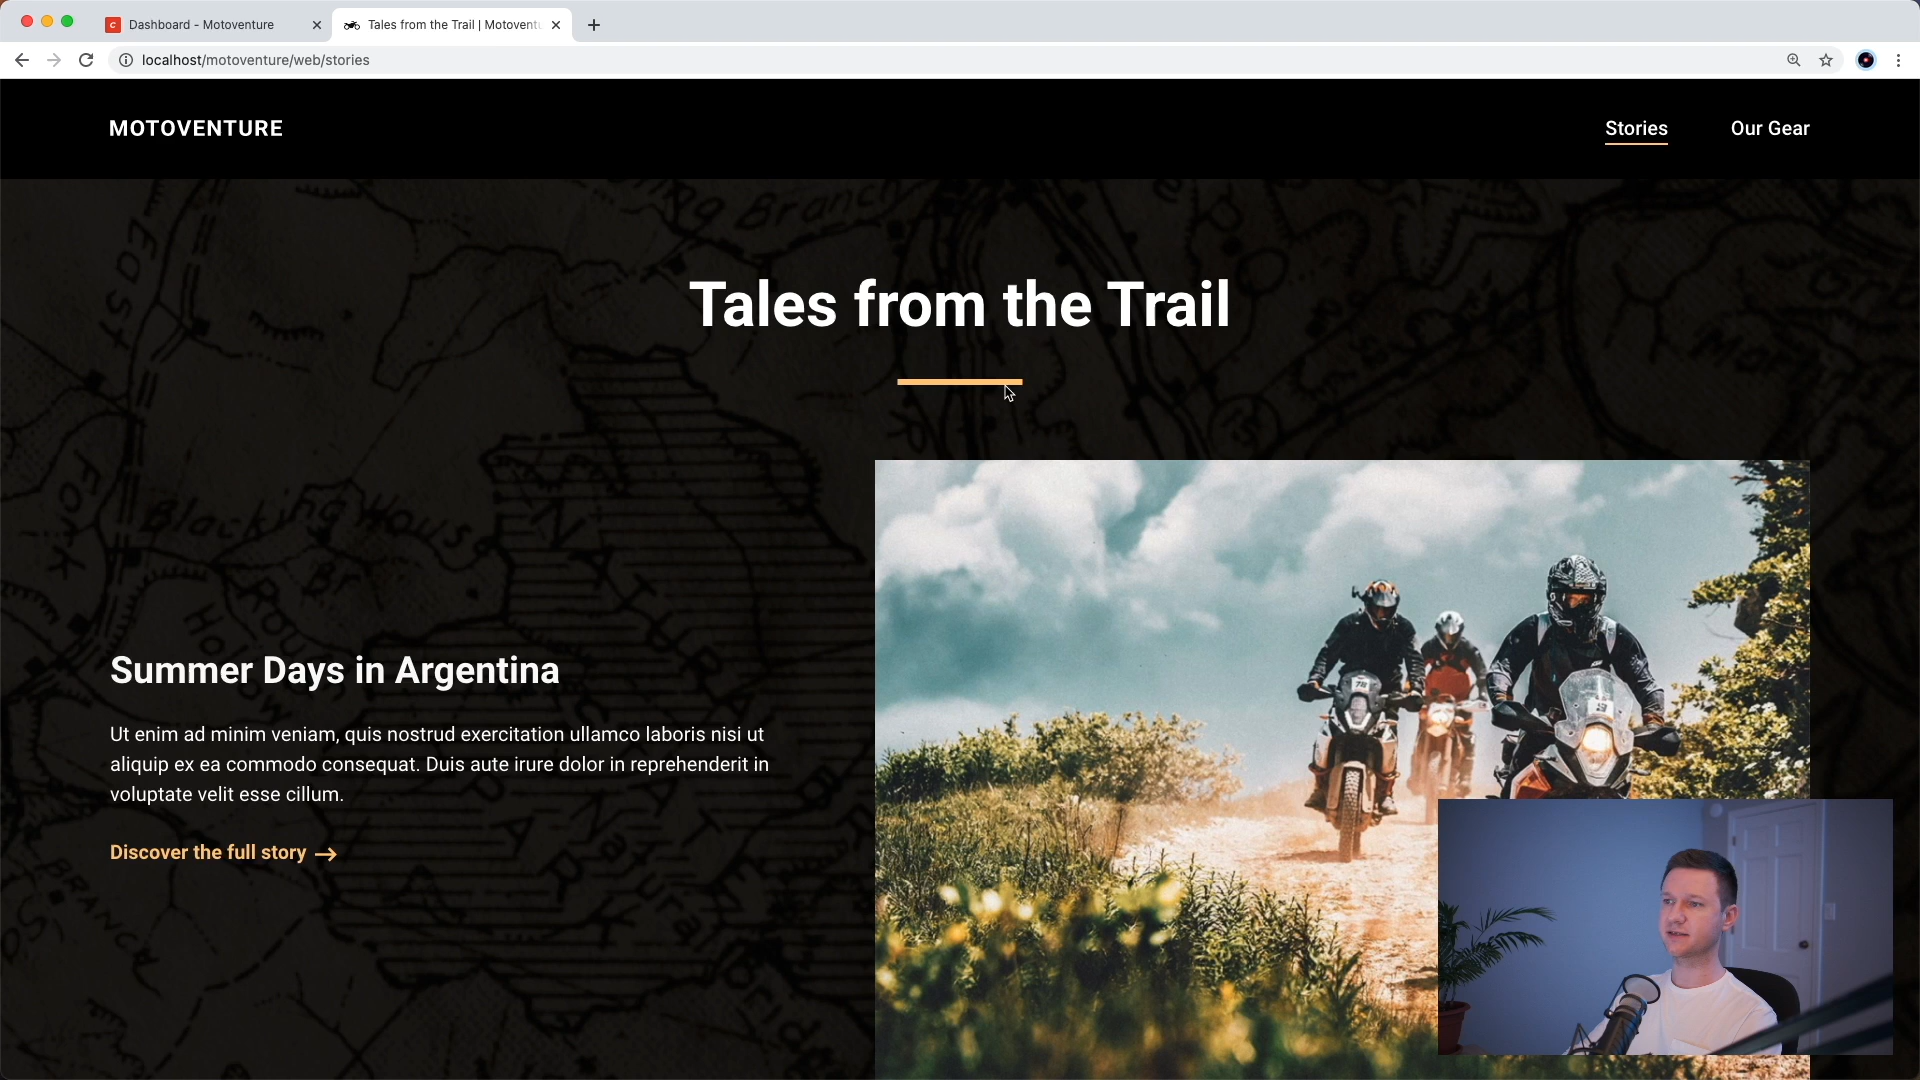 Dashboard - Motoventure
Tales from the Trail | Motoventu
localhost/motoventure/web/stories
MOTOVENTURE
Stories
Our Gear
Tales from the Trail
Summer Days in Argentina
Ut enim ad minim veniam, quis nostrud exercitation ullamco laboris nisi ut
aliquip ex ea commodo consequat. Duis aute irure dolor in reprehenderit in
voluptate velit esse cillum.
Discover the full story